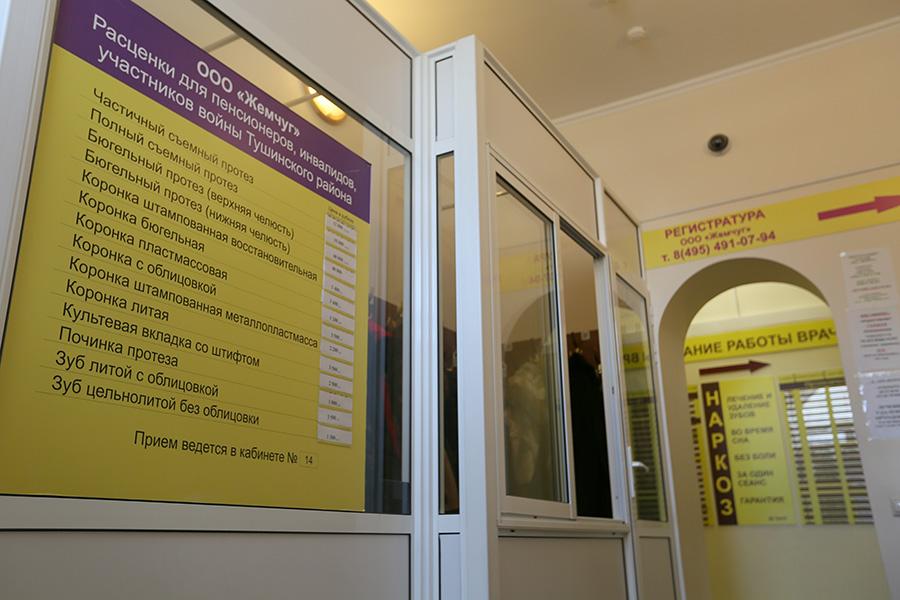 ООО «Жемчуг»
Расценки для пенсионеров, инвалидов,
участников войны Тушинского района
Частичный съемный протез
Полный съемный протез
Бюгельный протез (верхняя челюсть)
Бюгельный протез (нижняя челюсть)
Коронка штампованная восстановительная
Коронка бюгельная
Коронка пластмассовая
Коронка с облицовкой
Коронка штампованная металлопластмасса
Коронка литая
Культевая вкладка со штифтом
Починка протеза
Зуб литой с облицовкой
Зуб цельнолитой без облицовки
Прием ведется в кабинете № 14
РЕГИСТРАТУРА
ООО «Жемчуг»
т. 8(495) 491-07-94
АНИЕ РАБОТЫ ВРАЧ
НАРКОЗ
ЛЕЧЕНИЕ И
УДАЛЕНИЕ
ЗУБОВ
ВО ВРЕМЯ
СНА
БЕЗ БОЛИ
ЗА ОДИН
СЕАНС
ГАРАНТИЯ